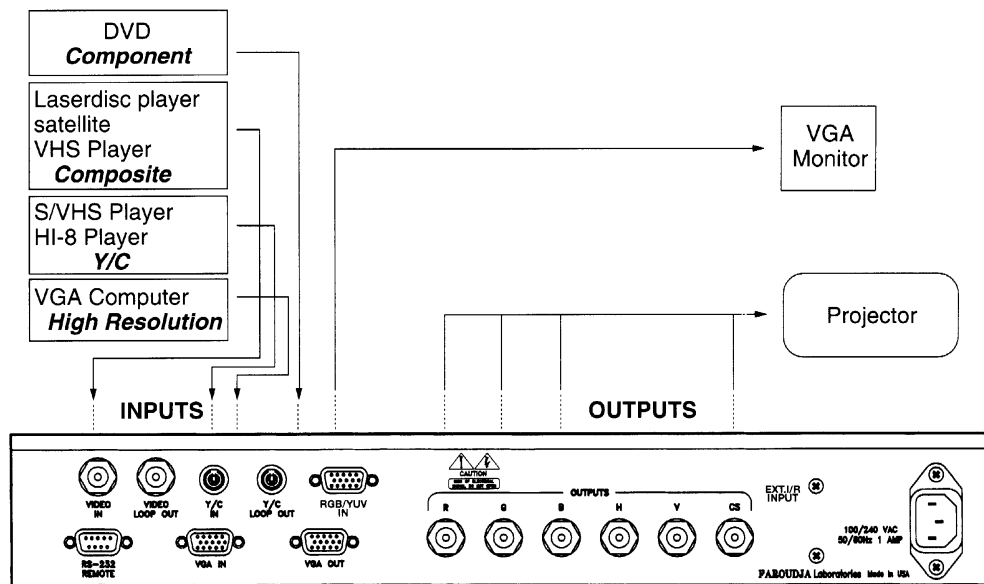 DVD
Component
Laserdisc player
satellite
VHS Player
Composite
S/VHS Player
HI-8 Player
Y/C
VGA Computer
High Resolution
VGA
Monitor
Projector
INPUTS
OUTPUTS
VIDEO
IN
VIDEO
LOOP OUT
Y/C
IN
Y/C
LOOP OUT
RGB/YUV
IN
RS-232
REMOTE
VGA IN
VGA OUT
CAUTION
OUTPUTS
R
G
B
H
V
CS
EXT.I/R
INPUT
100/240 VAC
50/60Hz 1 AMP
FAROUDJA Laboratories Made in USA